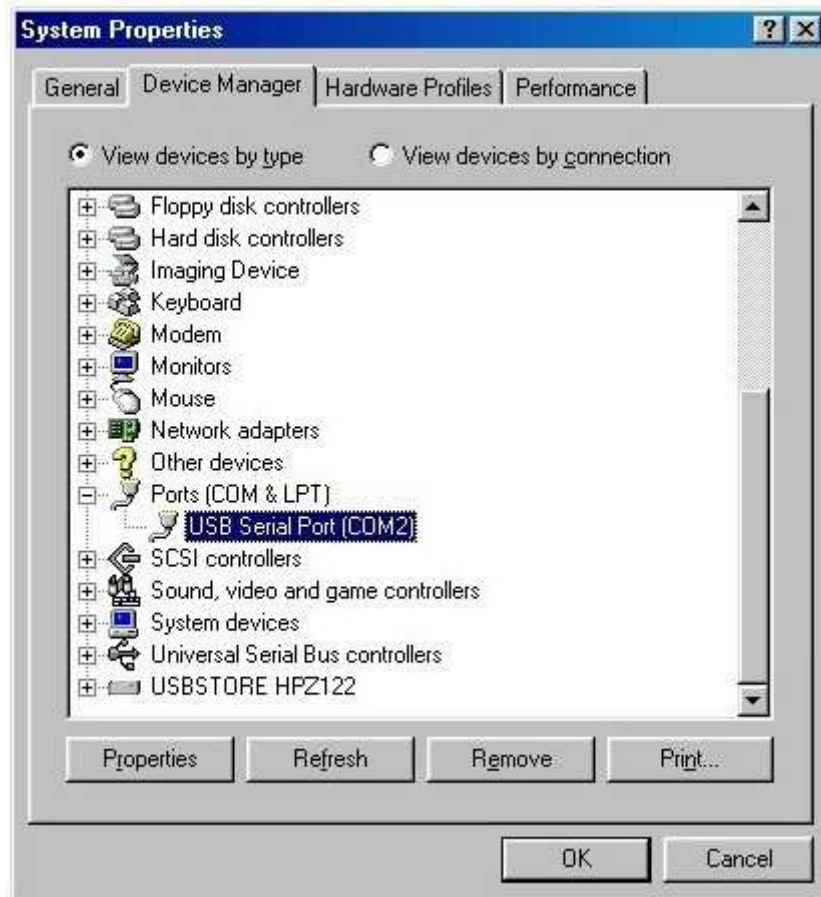 System Properties
General Device Manager Hardware Profiles Performance
View devices by type View devices by connection
Floppy disk controllers
Hard disk controllers
Imaging Device
Keyboard
Modem
Monitors
Mouse
Network adapters
Other devices
Ports (COM & LPT)
USB Serial Port (COM2)
SCSI controllers
Sound, video and game controllers
System devices
Universal Serial Bus controllers
USBSTORE HPZ122
Properties Refresh Remove Print...
OK Cancel